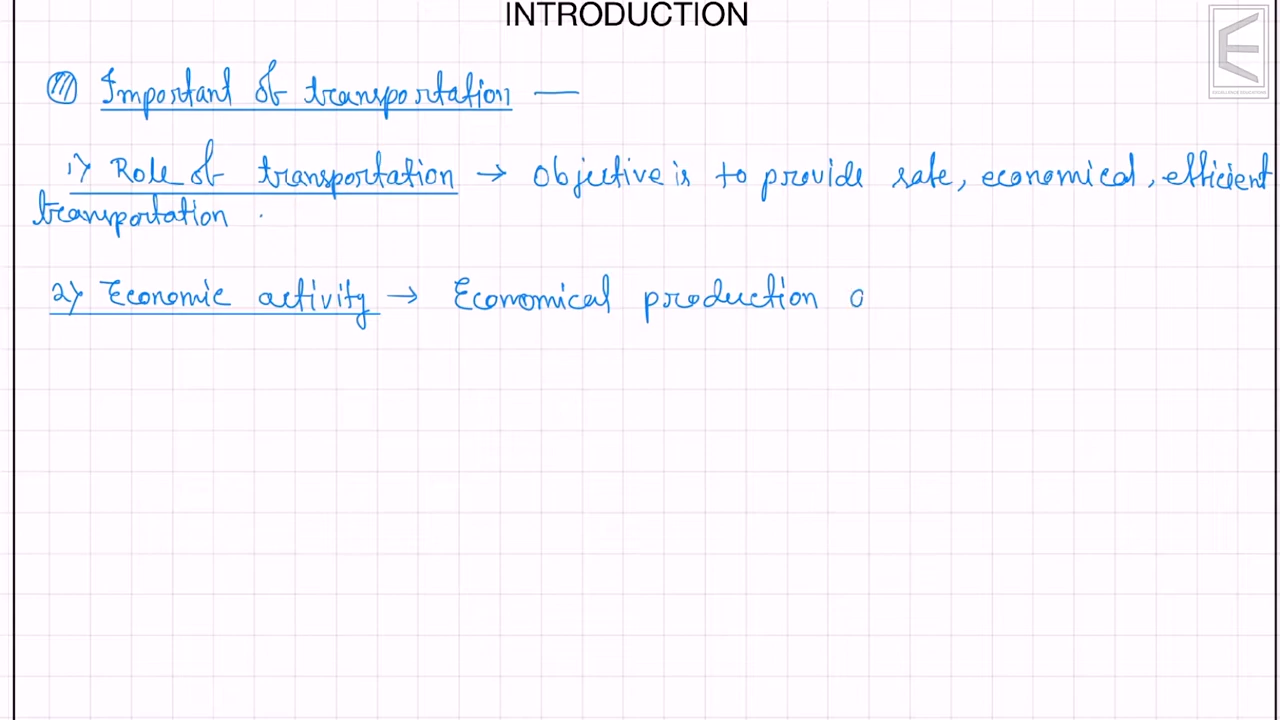 INTRODUCTION
Important of transportation —
1) Role of transportation → objective is to provide safe, economical, efficient
transportation .
2) Economic activity → Economical production o